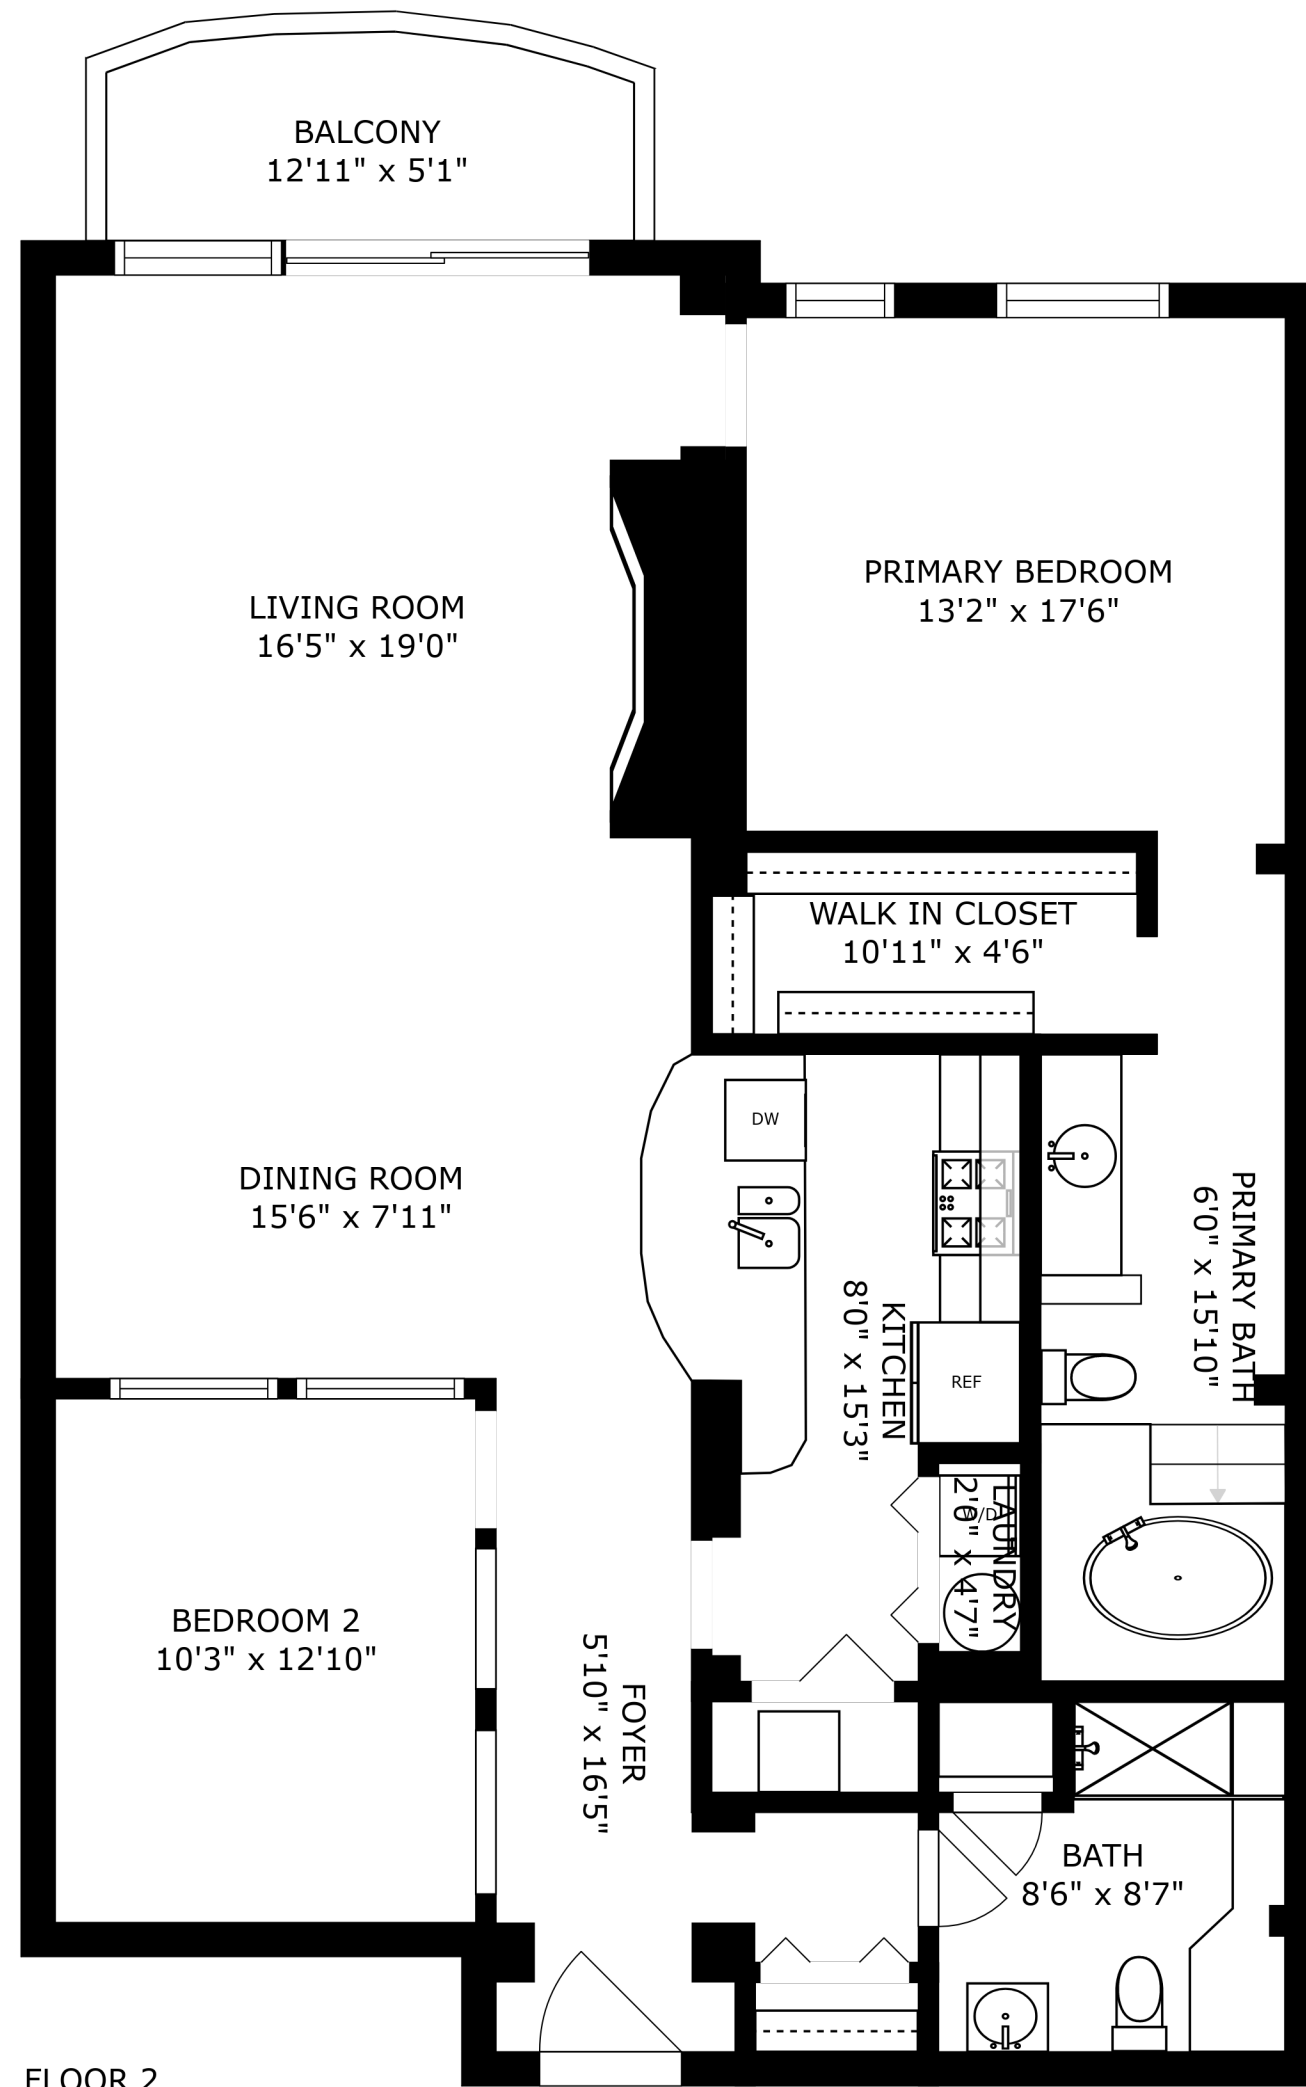 BALCONY
12'11" x 5'1"
LIVING ROOM
16'5" x 19'0"
PRIMARY BEDROOM
13'2" x 17'6"
WALK IN CLOSET
10'11" x 4'6"
DW
DINING ROOM
15'6" x 7'11"
PRIMARY BATH
6'0" x 15'10"
KITCHEN
8'0" x 15'3"
REF
LAUNDRY
2'0" x 4'7"
W/D
BEDROOM 2
10'3" x 12'10"
FOYER
5'10" x 16'5"
BATH
8'6" x 8'7"
FLOOR 2